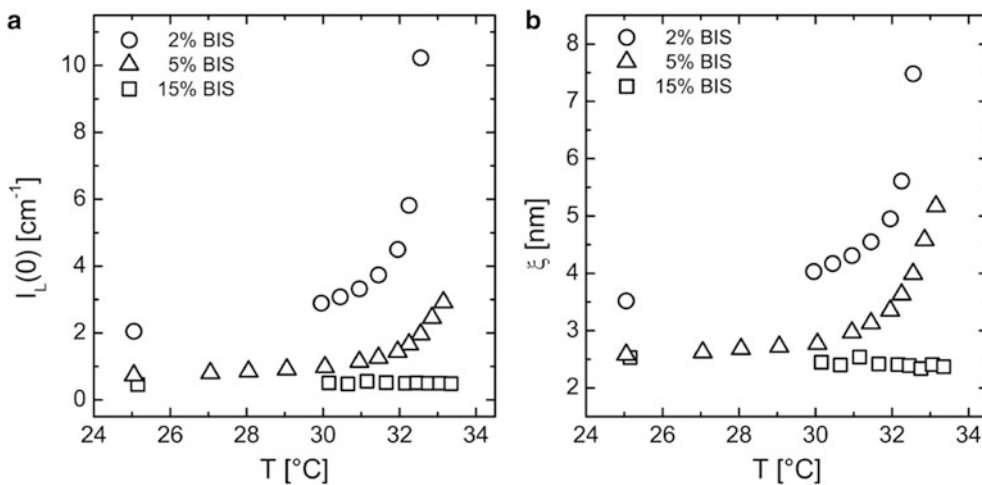 a
2% BIS
5% BIS
15% BIS
10
8
6
4
2
0
I_L(0) [cm⁻¹]
24 26 28 30 32 34
T [°C]
b
2% BIS
5% BIS
15% BIS
8
7
6
5
4
3
2
ξ [nm]
24 26 28 30 32 34
T [°C]